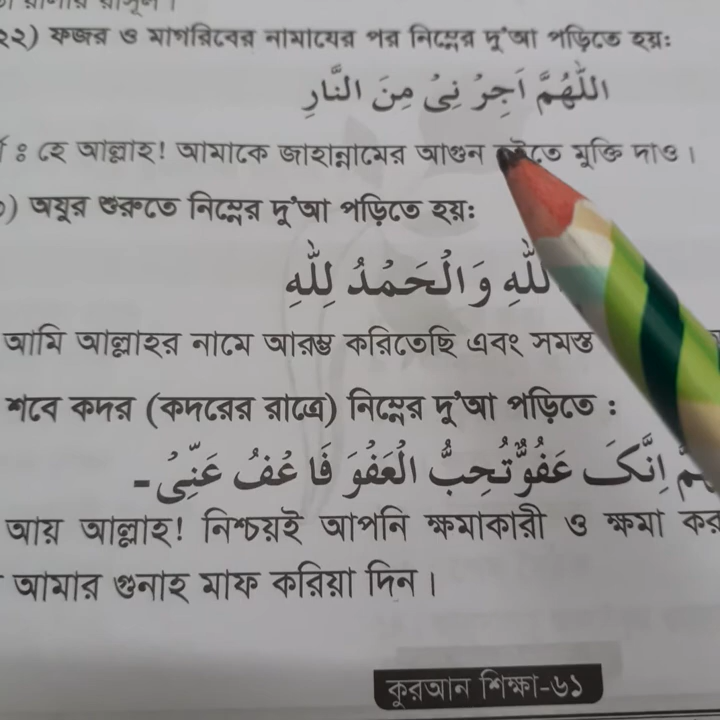 ২২) ফজর ও মাগরিবের নামাযের পর নিম্নের দু'আ পড়িতে হয়ঃ
اَللّٰهُمَّ اَجِرْ نِىْ مِنَ النَّارِ
ঃ হে আল্লাহ! আমাকে জাহান্নামের আগুন হইতে মুক্তি দাও।
) অযুর শুরুতে নিম্নের দু'আ পড়িতে হয়ঃ
للّٰهِ وَالْحَمْدُ لِلّٰهِ
আমি আল্লাহর নামে আরম্ভ করিতেছি এবং সমস্ত
শবে কদর (কদরের রাত্রে) নিম্নের দু'আ পড়িতে :
اِنَّكَ عَفُوٌّ تُحِبُّ الْعَفْوَ فَا عْفُ عَنِّىْ -
আয় আল্লাহ! নিশ্চয়ই আপনি ক্ষমাকারী ও ক্ষমা কর
আমার গুনাহ মাফ করিয়া দিন।
কুরআন শিক্ষা-৬১